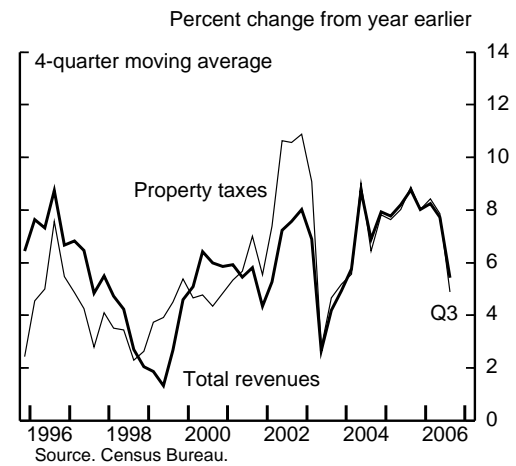 Percent change from year earlier
4-quarter moving average
14
12
10
Property taxes
8
6
Q3
4
Total revenues
2
0
1996 1998 2000 2002 2004 2006
Source. Census Bureau.